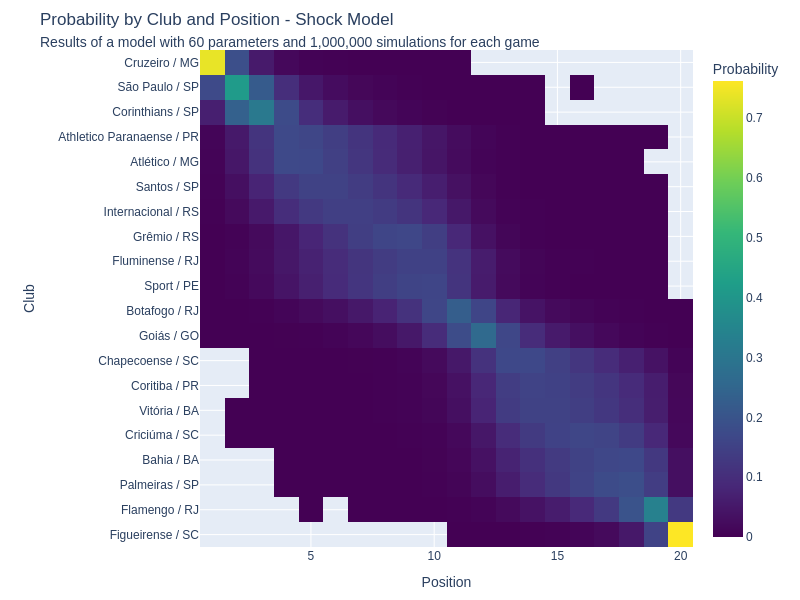 Probability by Club and Position - Shock Model
Results of a model with 60 parameters and 1,000,000 simulations for each game
Probability
Cruzeiro / MG
São Paulo / SP
Corinthians / SP
Athletico Paranaense / PR
Atlético / MG
Santos / SP
Internacional / RS
Grêmio / RS
Fluminense / RJ
Sport / PE
Botafogo / RJ
Goiás / GO
Chapecoense / SC
Coritiba / PR
Vitória / BA
Criciúma / SC
Bahia / BA
Palmeiras / SP
Flamengo / RJ
Figueirense / SC
Club
5
10
15
20
Position
0.7
0.6
0.5
0.4
0.3
0.2
0.1
0